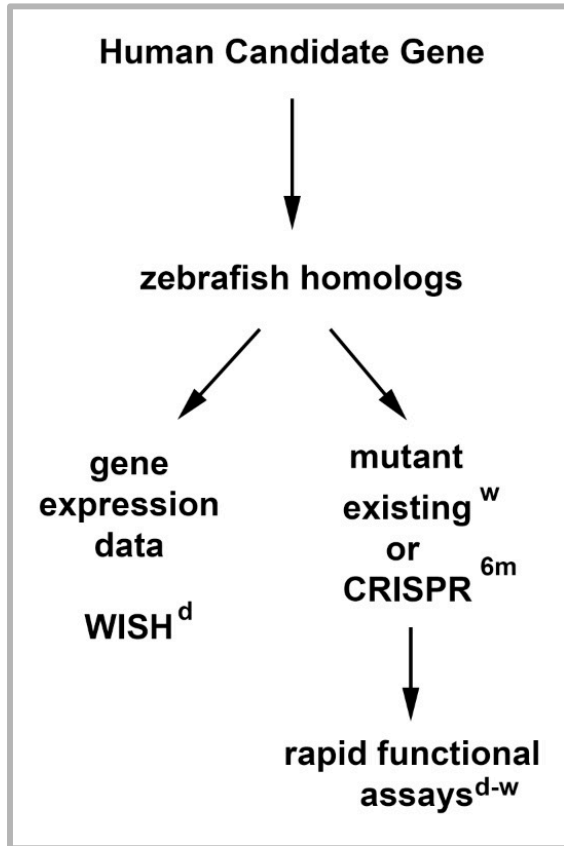 Human Candidate Gene
zebrafish homologs
gene
expression
data
WISH d
mutant
existing w
or
CRISPR 6m
rapid functional
assays d-w